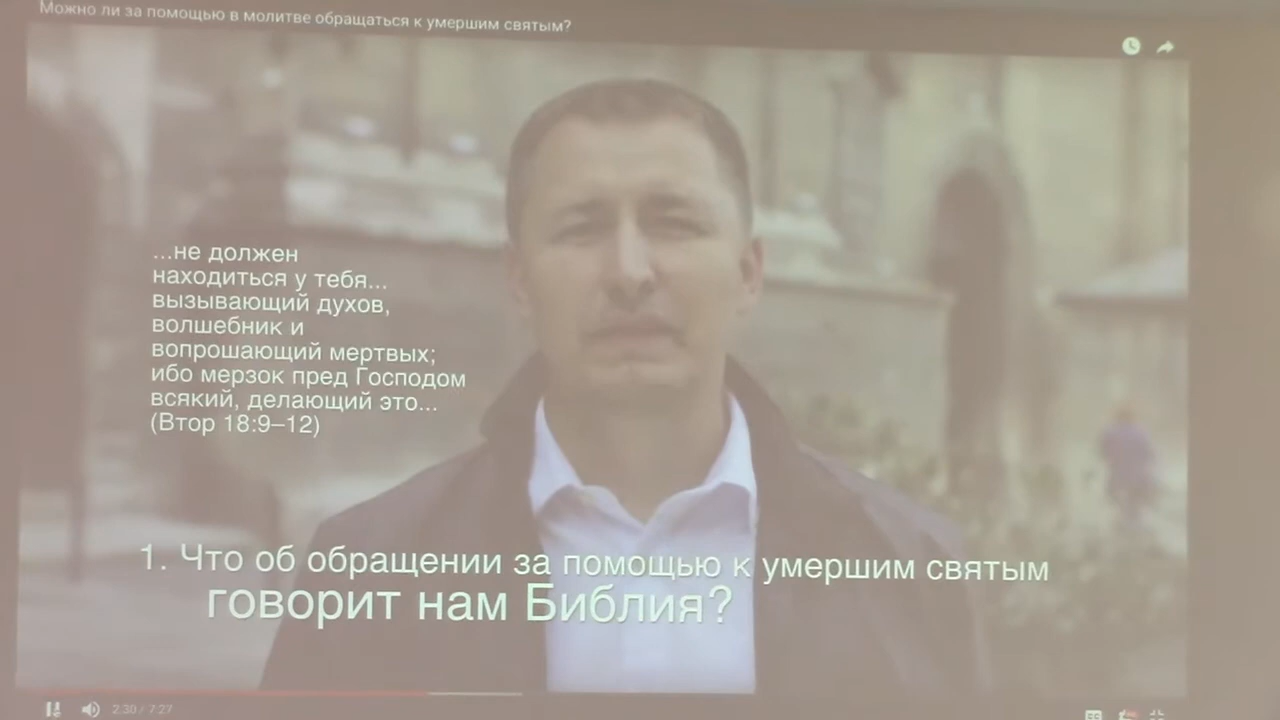 Можно ли за помощью в молитве обращаться к умершим святым?
...не должен
находиться у тебя...
вызывающий духов,
волшебник и
вопрошающий мертвых;
ибо мерзок пред Господом
всякий, делающий это...
(Втор 18:9–12)
1. Что об обращении за помощью к умершим святым
говорит нам Библия?
2:30 / 7:27